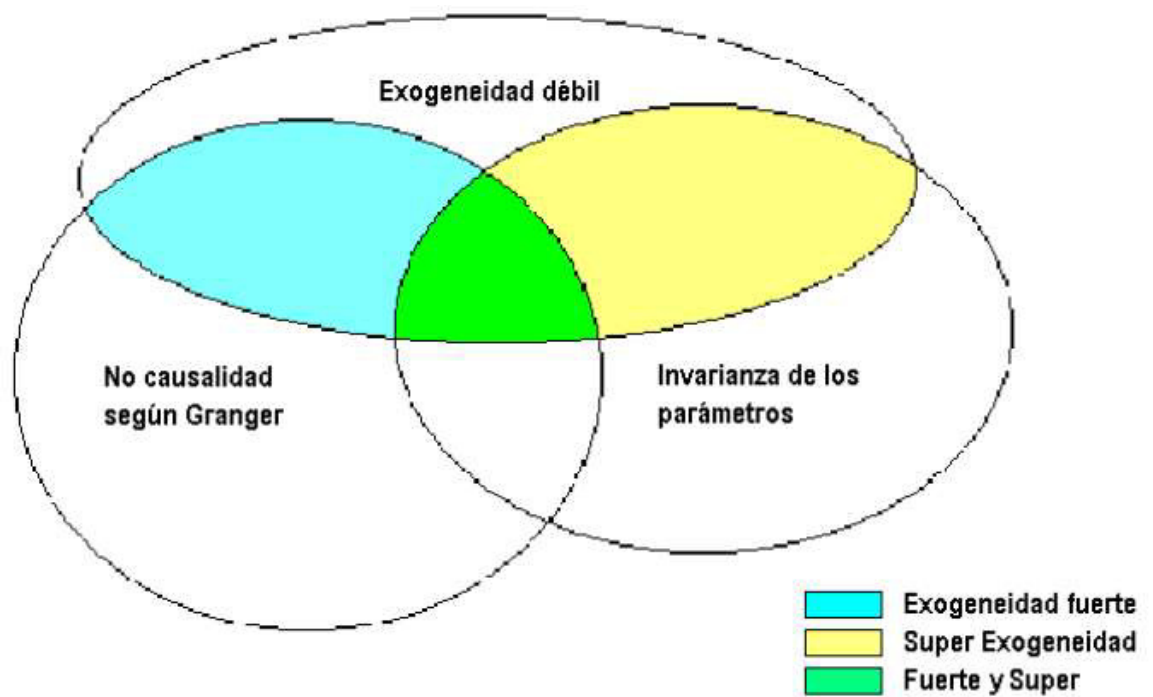 Exogeneidad débil
No causalidad
según Granger
Invarianza de los
parámetros
Exogeneidad fuerte
Super Exogeneidad
Fuerte y Super